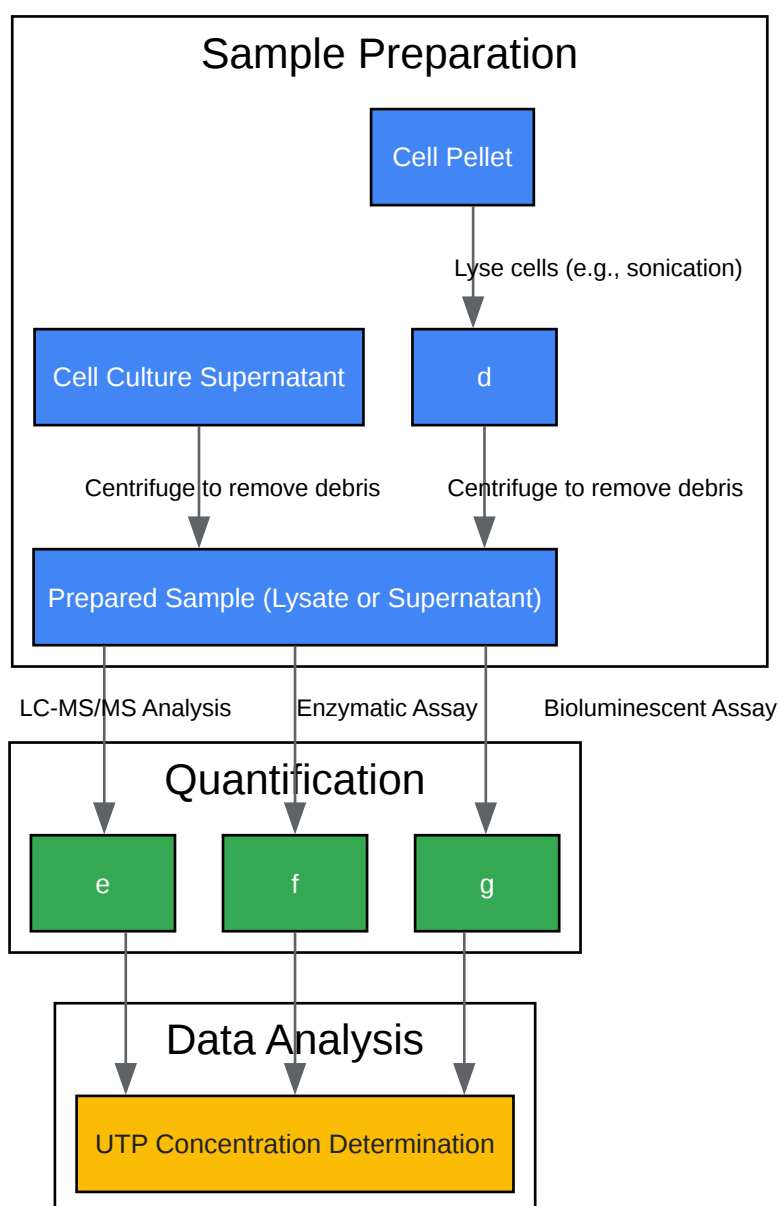 Sample Preparation
Cell Pellet
Lyse cells (e.g., sonication)
Cell Culture Supernatant
d
Centrifuge to remove debris
Centrifuge to remove debris
Prepared Sample (Lysate or Supernatant)
LC-MS/MS Analysis
Enzymatic Assay
Bioluminescent Assay
Quantification
e
f
g
Data Analysis
UTP Concentration Determination